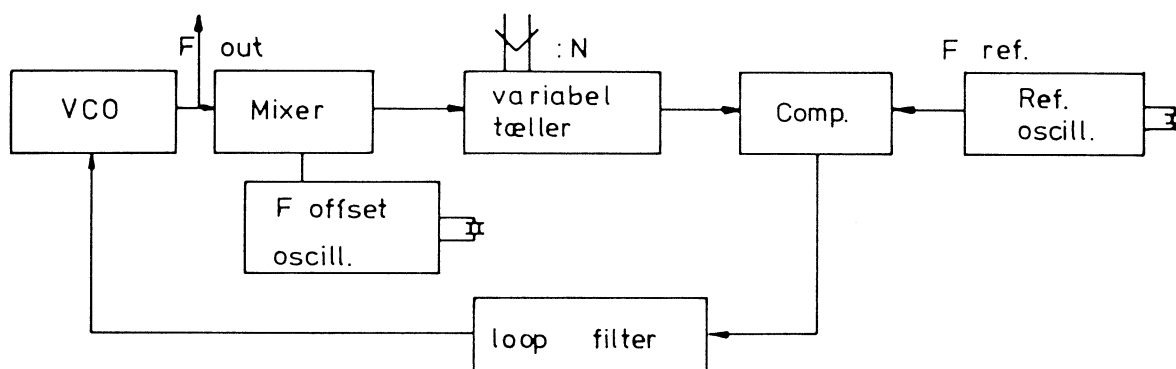 F out
:N
F ref.
VCO
Mixer
variabel
tæller
Comp.
Ref.
oscill.
F offset
oscill.
loop filter